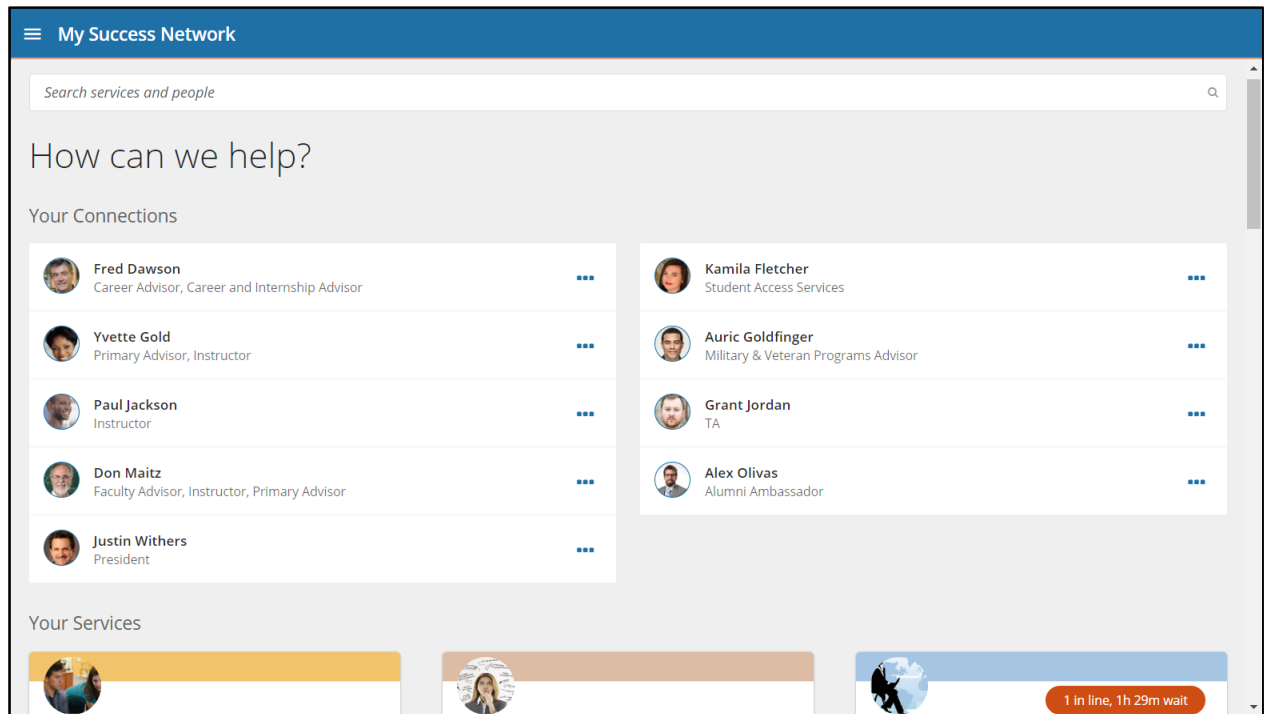 My Success Network
Search services and people
How can we help?
Your Connections
Fred Dawson
Career Advisor, Career and Internship Advisor
Yvette Gold
Primary Advisor, Instructor
Paul Jackson
Instructor
Don Maitz
Faculty Advisor, Instructor, Primary Advisor
Justin Withers
President
Kamila Fletcher
Student Access Services
Auric Goldfinger
Military & Veteran Programs Advisor
Grant Jordan
TA
Alex Olivas
Alumni Ambassador
Your Services
1 in line, 1h 29m wait